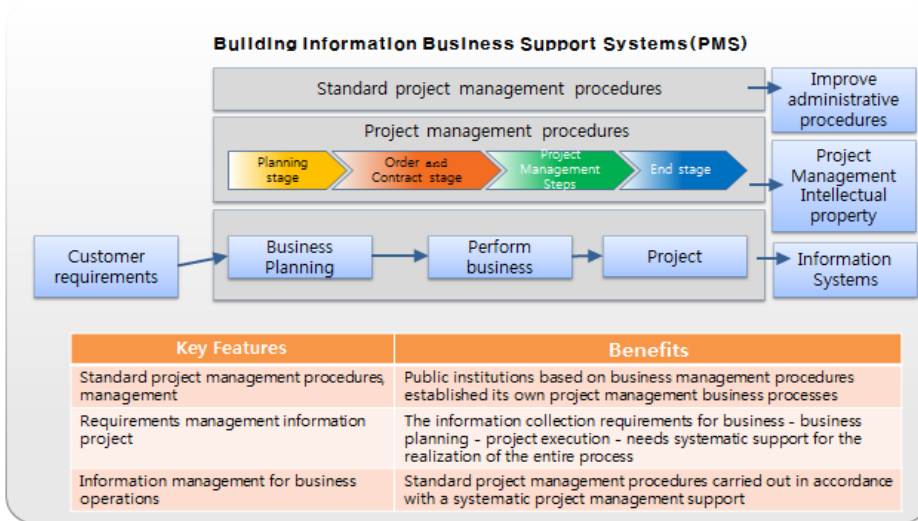 Building Information Business Support Systems(PMS)
Standard project management procedures
Improve
administrative
procedures
Project management procedures
Planning
stage
Order and
Contract stage
Project
Management
Steps
End stage
Project
Management
Intellectual
property
Customer
requirements
Business
Planning
Perform
business
Project
Information
Systems
Key Features
Benefits
Standard project management procedures,
management
Public institutions based on business management procedures
established its own project management business processes
Requirements management information
project
The information collection requirements for business - business
planning - project execution - needs systematic support for the
realization of the entire process
Information management for business
operations
Standard project management procedures carried out in accordance
with a systematic project management support